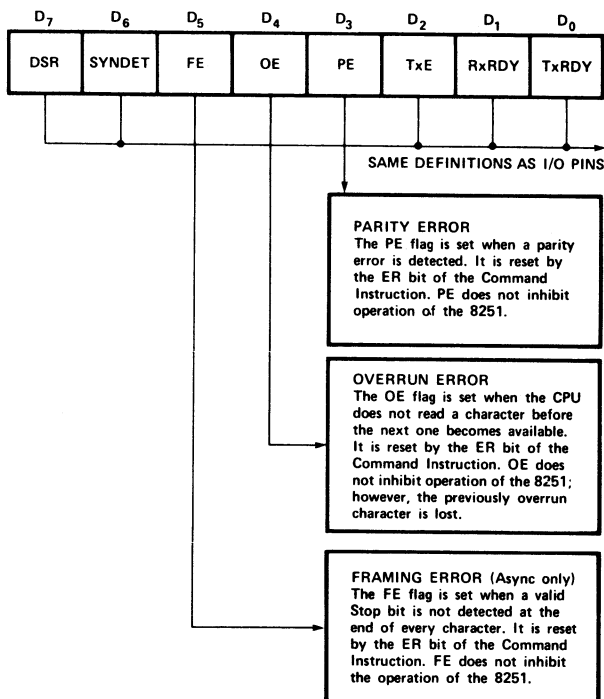 D7 D6 D5 D4 D3 D2 D1 D0
DSR SYNDET FE OE PE TxE RxRDY TxRDY
SAME DEFINITIONS AS I/O PINS
PARITY ERROR
The PE flag is set when a parity
error is detected. It is reset by
the ER bit of the Command
Instruction. PE does not inhibit
operation of the 8251.
OVERRUN ERROR
The OE flag is set when the CPU
does not read a character before
the next one becomes available.
It is reset by the ER bit of the
Command Instruction. OE does
not inhibit operation of the 8251;
however, the previously overrun
character is lost.
FRAMING ERROR (Async only)
The FE flag is set when a valid
Stop bit is not detected at the
end of every character. It is reset
by the ER bit of the Command
Instruction. FE does not inhibit
the operation of the 8251.